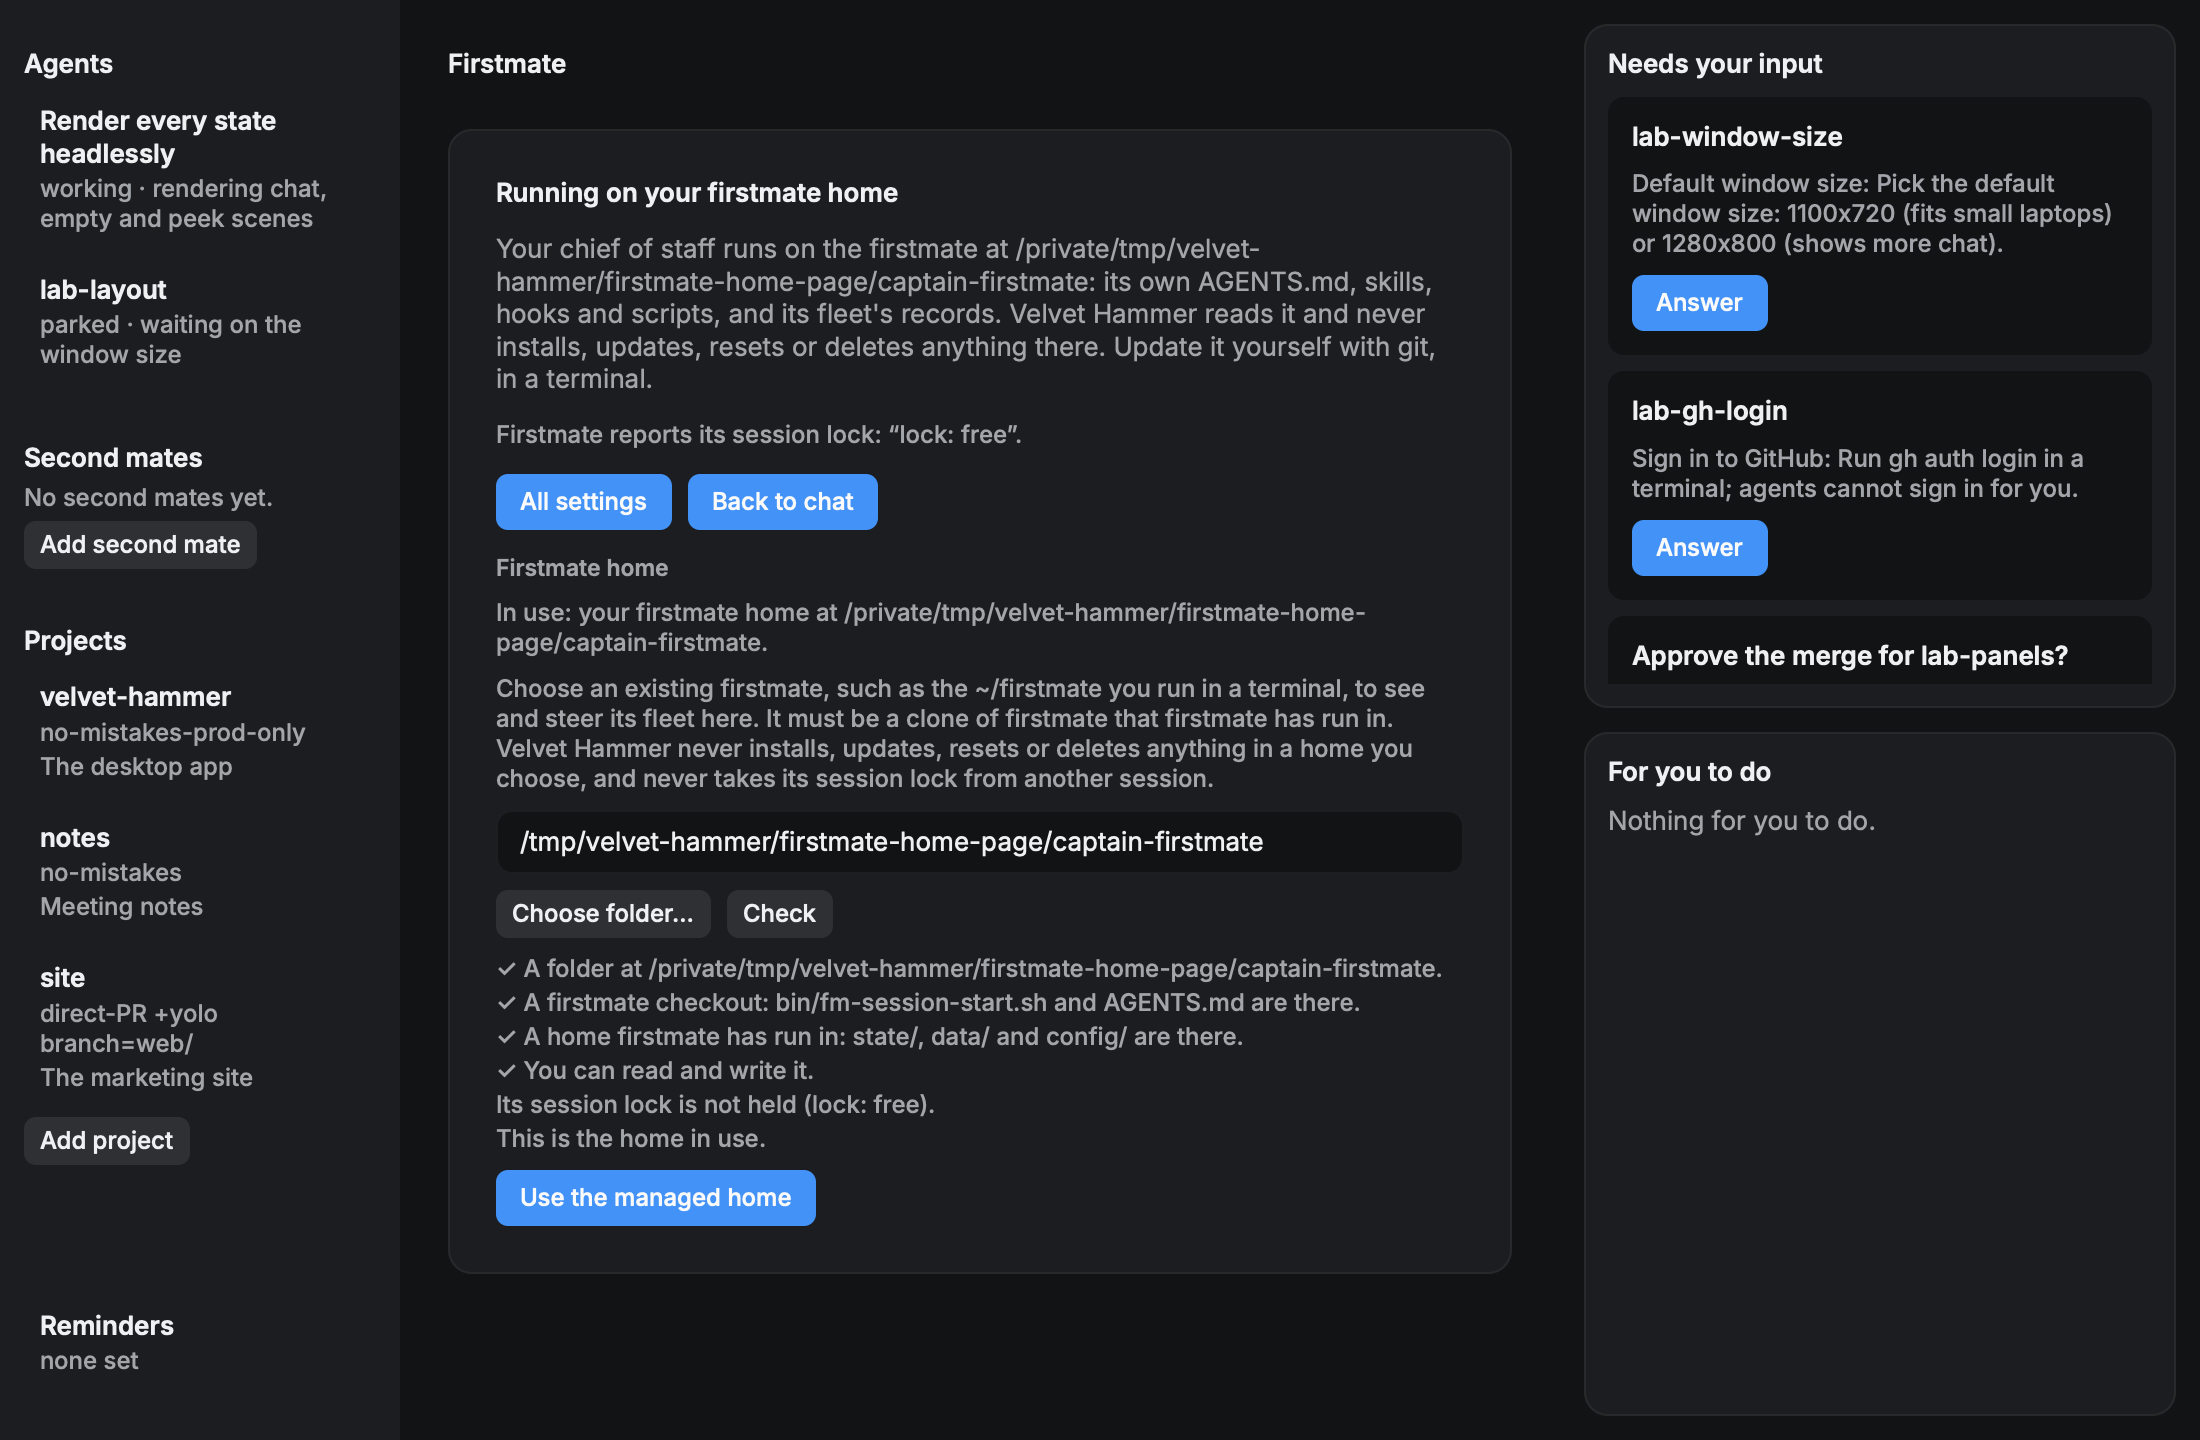 Agents
Render every state
headlessly
working · rendering chat,
empty and peek scenes
lab-layout
parked · waiting on the
window size
Second mates
No second mates yet.
Add second mate
Projects
velvet-hammer
no-mistakes-prod-only
The desktop app
notes
no-mistakes
Meeting notes
site
direct-PR +yolo
branch=web/
The marketing site
Add project
Reminders
none set
Firstmate
Running on your firstmate home
Your chief of staff runs on the firstmate at /private/tmp/velvet-
hammer/firstmate-home-page/captain-firstmate: its own AGENTS.md, skills,
hooks and scripts, and its fleet's records. Velvet Hammer reads it and never
installs, updates, resets or deletes anything there. Update it yourself with git,
in a terminal.
Firstmate reports its session lock: “lock: free”.
All settings
Back to chat
Firstmate home
In use: your firstmate home at /private/tmp/velvet-hammer/firstmate-home-
page/captain-firstmate.
Choose an existing firstmate, such as the ~/firstmate you run in a terminal, to see
and steer its fleet here. It must be a clone of firstmate that firstmate has run in.
Velvet Hammer never installs, updates, resets or deletes anything in a home you
choose, and never takes its session lock from another session.
/tmp/velvet-hammer/firstmate-home-page/captain-firstmate
Choose folder...
Check
✓ A folder at /private/tmp/velvet-hammer/firstmate-home-page/captain-firstmate.
✓ A firstmate checkout: bin/fm-session-start.sh and AGENTS.md are there.
✓ A home firstmate has run in: state/, data/ and config/ are there.
✓ You can read and write it.
Its session lock is not held (lock: free).
This is the home in use.
Use the managed home
Needs your input
lab-window-size
Default window size: Pick the default
window size: 1100x720 (fits small laptops)
or 1280x800 (shows more chat).
Answer
lab-gh-login
Sign in to GitHub: Run gh auth login in a
terminal; agents cannot sign in for you.
Answer
Approve the merge for lab-panels?
For you to do
Nothing for you to do.